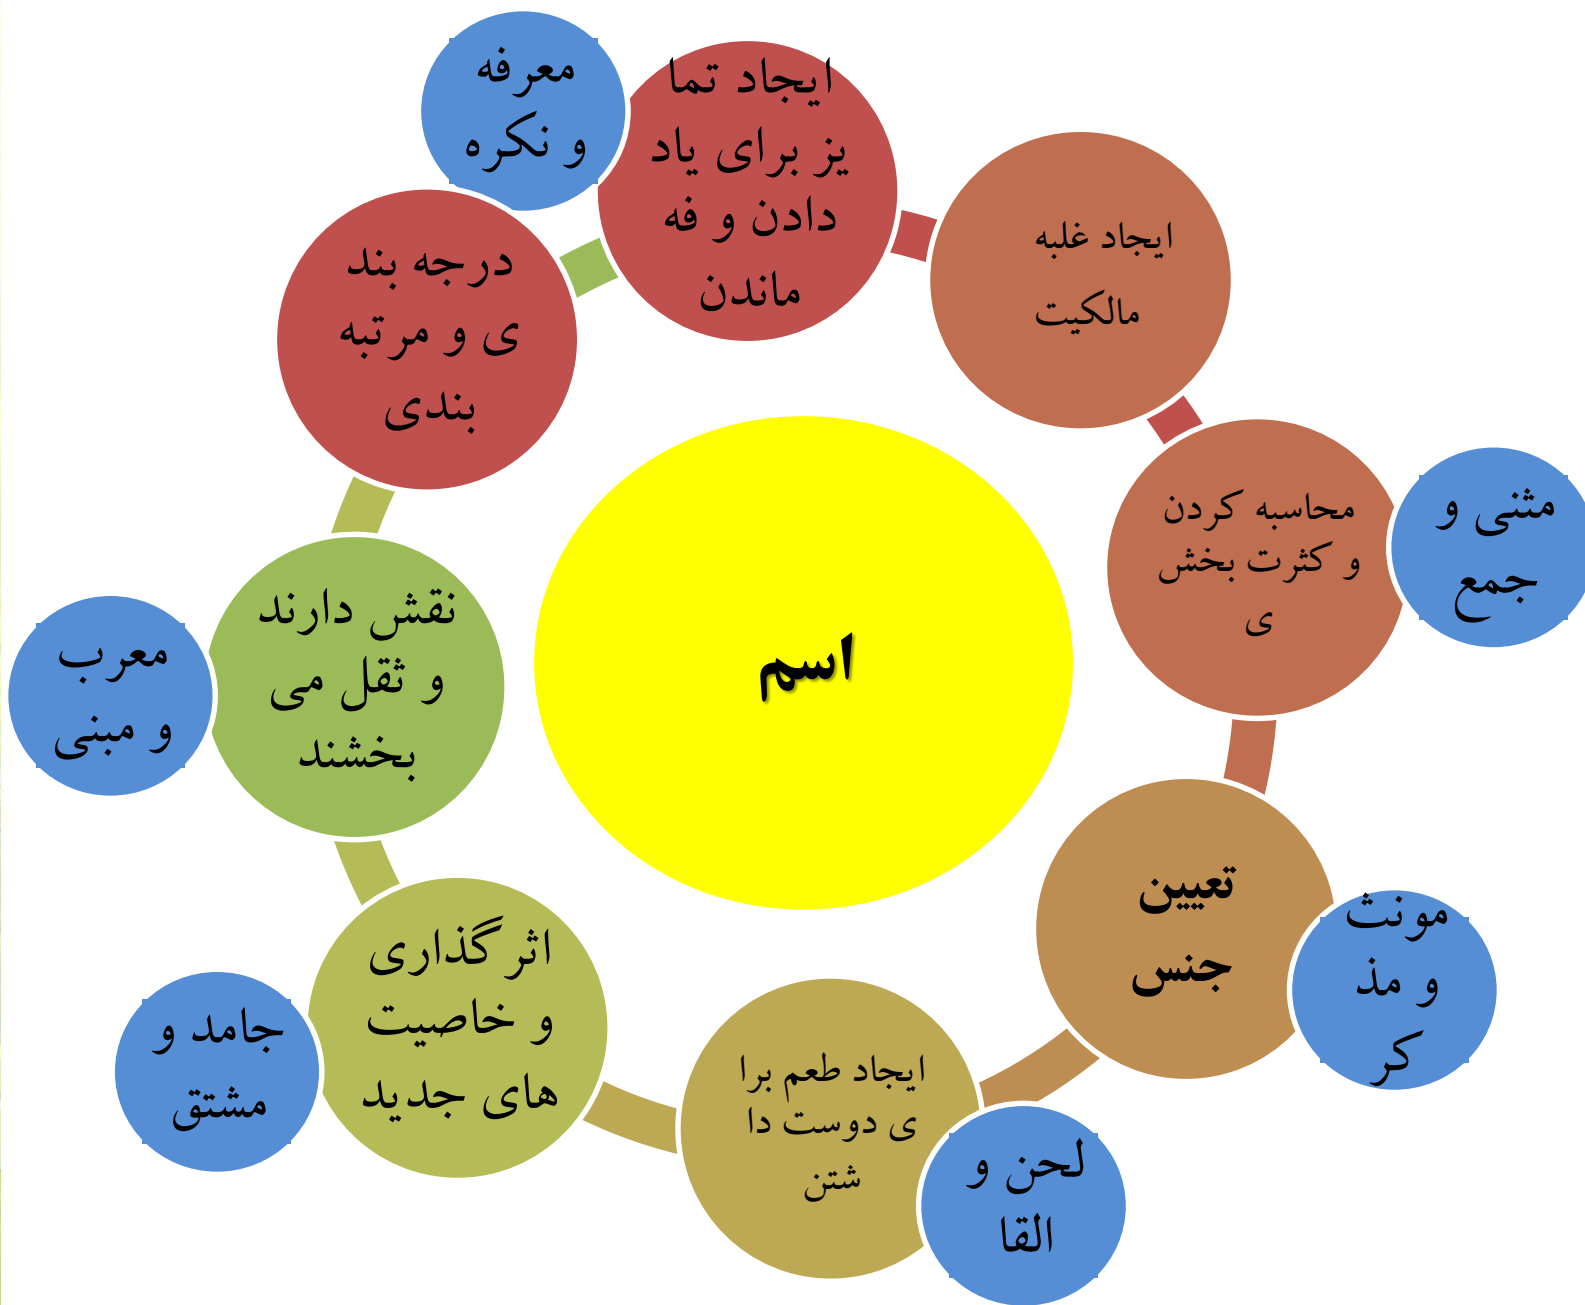 معرفه
و نکره
ایجاد تما
یز برای یاد
دادن و فه
ماندن
ایجاد غلبه
مالکیت
محاسبه کردن
و کثرت بخش
ی
مثنی و
جمع
تعیین
جنس
مونث
و مذ
کر
ایجاد طعم برا
ی دوست دا
شتن
لحن و
القا
اثرگذاری
و خاصیت
های جدید
جامد و
مشتق
نقش دارند
و ثقل می
بخشند
معرب
و مبنی
درجه بند
ی و مرتبه
بندی
اسم